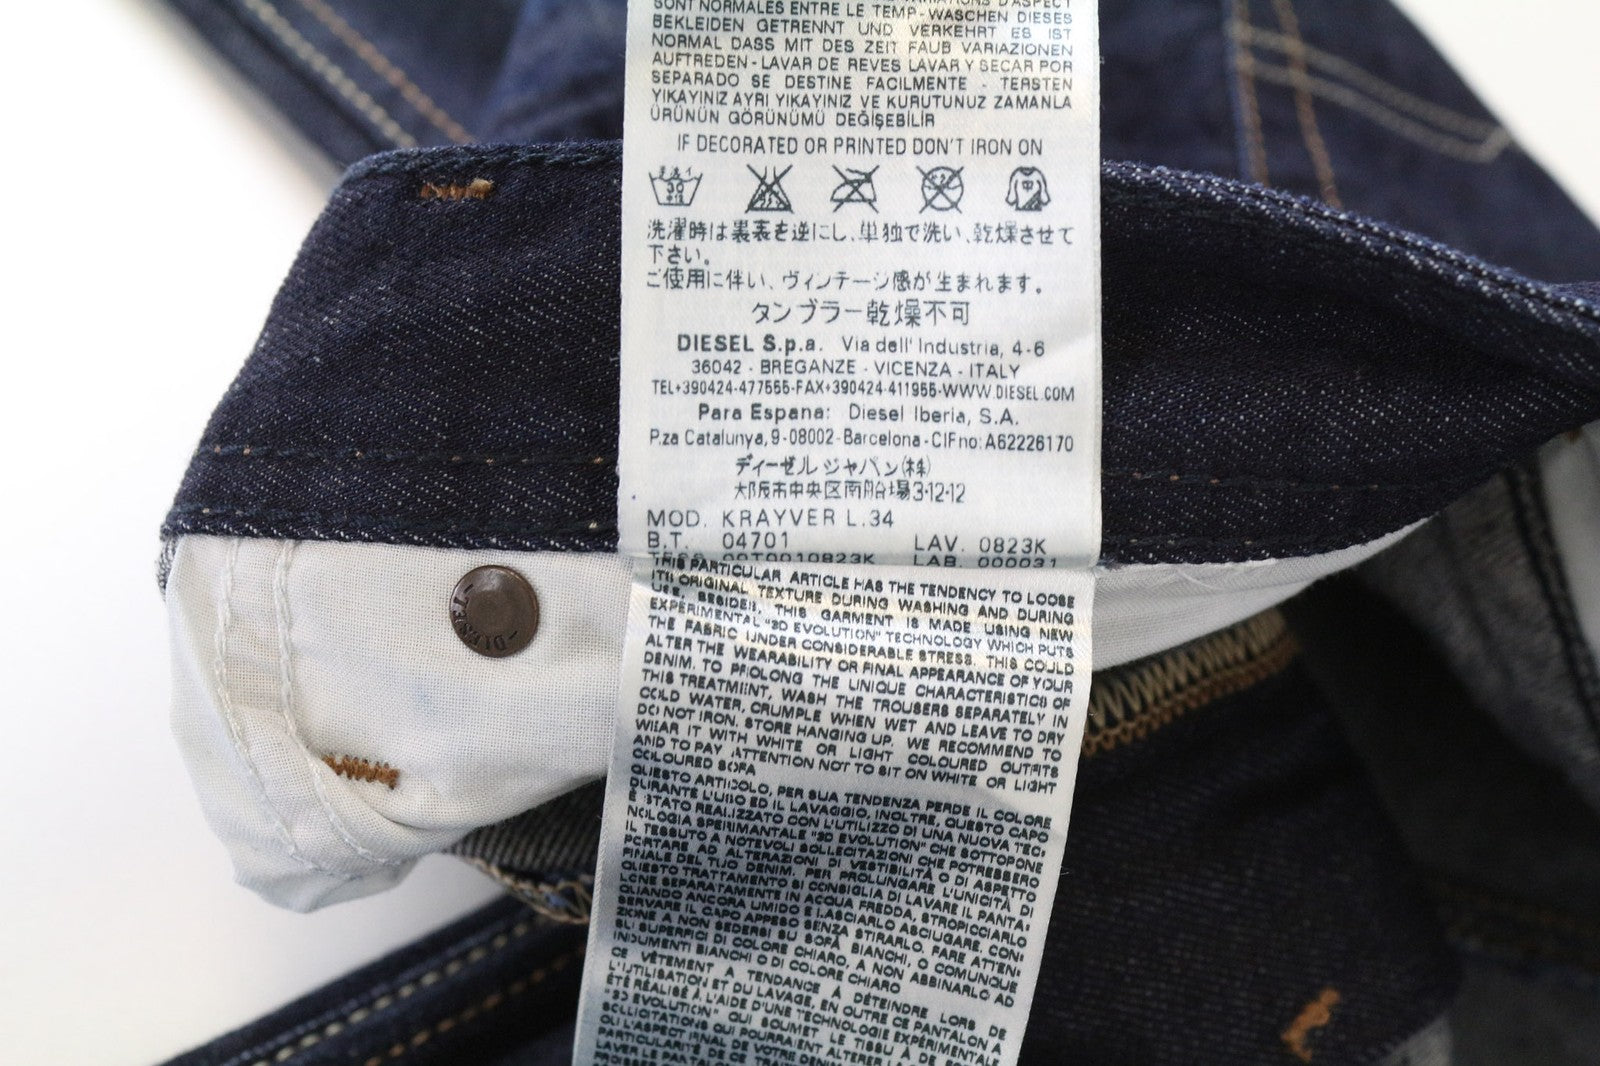 SONT NORMALES ENTRE LE TEMP - WASCHEN DIESES
BEKLEIDEN GETRENNT UND VERKEHRT ES IST
NORMAL DASS MIT DES ZEIT FAUB VARIAZIONEN
AUFTREDEN - LAVAR DE REVES LAVAR Y SECAR POR
SEPARADO SE DESTINE FACILMENTE - TERSTEN
YIKAYINIZ AYRI YIKAYINIZ VE KURUTUNUZ ZAMANLA
ÜRÜNÜN GÖRÜNÜMÜ DEĞİŞEBİLİR
IF DECORATED OR PRINTED DON'T IRON ON
30
洗濯時は裏表を逆にし、単独で洗い、乾燥させて
下さい。
ご使用に伴い、ヴィンテージ感が生まれます。
タンブラー乾燥不可
DIESEL S.p.a. Via dell' Industria, 4-6
36042 - BREGANZE - VICENZA - ITALY
TEL+390424-477555-FAX+390424-411955-WWW.DIESEL.COM
Para Espana: Diesel Iberia, S.A.
P.za Catalunya, 9-08002-Barcelona-CIF no: A62226170
ディーゼル ジャパン(株)
大阪市中央区南船場3-12-12
MOD. KRAYVER L.34
B.T. 04701 LAV. 0823K
TESS. 00T0010823K LAB. 000031
THIS PARTICULAR ARTICLE HAS THE TENDENCY TO LOOSE
ITS ORIGINAL TEXTURE DURING WASHING AND DURING
USE. BESIDES, THIS GARMENT IS MADE USING NEW
EXPERIMENTAL "3D EVOLUTION" TECHNOLOGY WHICH PUTS
THE FABRIC UNDER CONSIDERABLE STRESS. THIS COULD
ALTER THE WEARABILITY OR FINAL APPEARANCE OF YOUR
DENIM. TO PROLONG THE UNIQUE CHARACTERISTICS OF
THIS TREATMENT, WASH THE TROUSERS SEPARATELY IN
COLD WATER, CRUMPLE WHEN WET AND LEAVE TO DRY
DO NOT IRON. STORE HANGING UP. WE RECOMMEND TO
WEAR IT WITH WHITE OR LIGHT COLOURED OUTFITS
AND TO PAY ATTENTION NOT TO SIT ON WHITE OR LIGHT
COLOURED SOFA
QUESTO ARTICOLO, PER SUA TENDENZA PERDE IL COLORE
DURANTE L'USO ED IL LAVAGGIO, INOLTRE, QUESTO CAPO
È STATO REALIZZATO CON L'UTILIZZO DI UNA NUOVA TEC-
NOLOGIA SPERIMENTALE "3D EVOLUTION" CHE SOTTOPONE
IL TESSUTO A NOTEVOLI SOLLECITAZIONI CHE POTREBBERO
PORTARE AD ALTERAZIONI DI VESTIBILITÀ O DI ASPETTO
FINALE DEL TUO DENIM. PER PROLUNGARE L'UNICITÀ DI
QUESTO TRATTAMENTO SI CONSIGLIA DI LAVARE IL PANTA-
LONE SEPARATAMENTE IN ACQUA FREDDA, STROPICCIARLO
QUANDO ANCORA UMIDO E LASCIARLO ASCIUGARE. CON-
SERVARE IL CAPO APPESO SENZA STIRARLO. FARE ATTEN-
ZIONE A NON SEDERSI SU SOFÀ BIANCHI, O COMUNQUE
SU SUPERFICI DI COLORE CHIARO, A NON ABBINARLO AD
INDUMENTI BIANCHI O DI COLORE CHIARO
CE VÊTEMENT A TENDANCE À DÉTEINDRE LORS DE
L'UTILISATION ET DU LAVAGE, EN OUTRE CE PANTALON A
ÉTÉ RÉALISÉ À L'AIDE D'UNE TECHNOLOGIE EXPÉRIMENTALE
"3D EVOLUTION" QUI SOUMET LE TISSU À DE
SOLLICITATIONS QUI POURRAIENT ALTERER LA
OU L'ASPECT FINAL DE VOTRE DENIM
PARTICULARITÉS DE CE
LAVER LE PANTALON
DIESEL